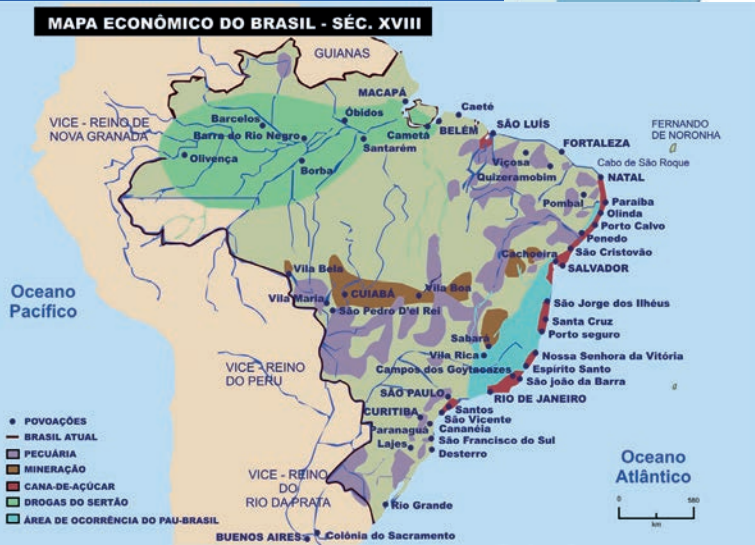 MAPA ECONÔMICO DO BRASIL - SÉC. XVIII
GUIANAS
VICE - REINO DE
NOVA GRANADA
MACAPÁ
Caeté
Barcelos
Óbidos
BELÉM
SÃO LUÍS
FERNANDO
DE NORONHA
Barra do Rio Negro
Cametá
FORTALEZA
Santarém
Viçosa
Cabo de São Roque
Olivença
Borba
Quizeramobim
NATAL
Pombal
Paraíba
Olinda
Porto Calvo
Penedo
São Cristovão
Cachoeira
SALVADOR
Vila Bela
CUIABÁ
Vila Boa
Oceano
Pacífico
Vila Maria
São Pedro D'el Rei
São Jorge dos Ilhéus
Santa Cruz
Porto seguro
Sabará
Vila Rica
Nossa Senhora da Vitória
VICE - REINO
DO PERU
Campos dos Goytacazes
Espírito Santo
São joão da Barra
SÃO PAULO
RIO DE JANEIRO
Santos
CURITIBA
São Vicente
Paranaguá
Cananéia
São Francisco do Sul
Lajes
Desterro
POVOAÇÕES
BRASIL ATUAL
PECUÁRIA
MINERAÇÃO
CANA-DE-AÇÚCAR
DROGAS DO SERTÃO
ÁREA DE OCORRÊNCIA DO PAU-BRASIL
VICE - REINO
DO
RIO DA PRATA
Oceano
Atlântico
0 560
km
Rio Grande
BUENOS AIRES
Colônia do Sacramento